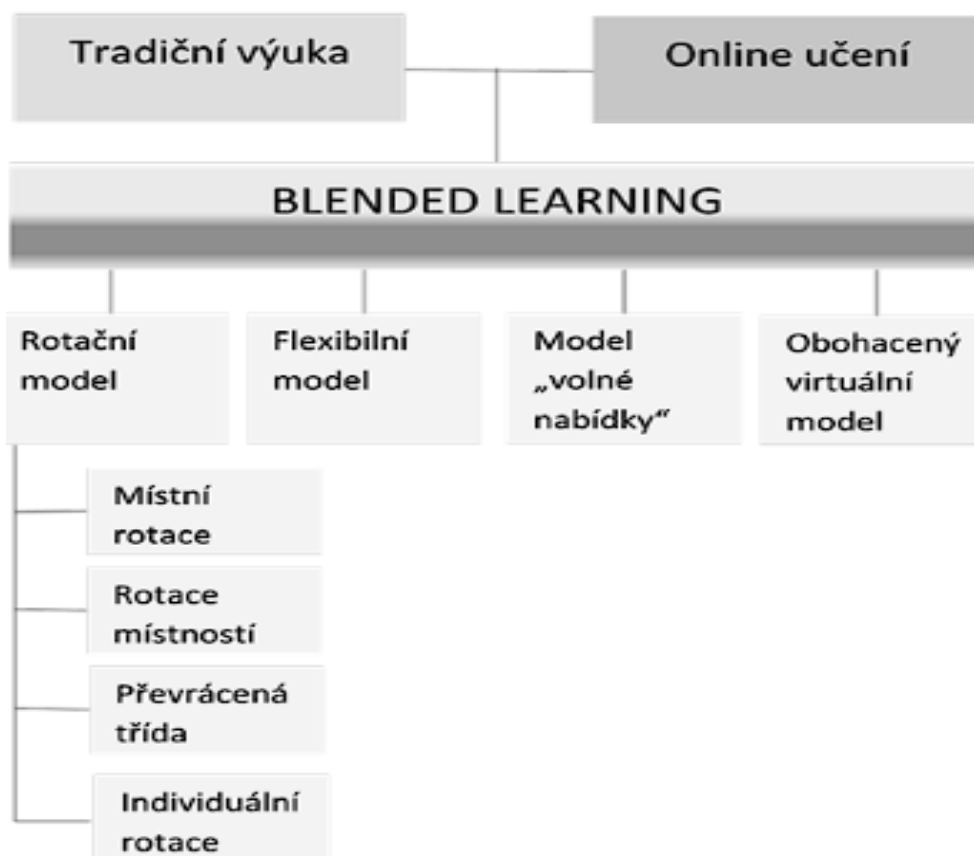 Tradiční výuka
Online učení
BLENDED LEARNING
Rotační
model
Flexibilní
model
Model
„volné
nabídky“
Obohacený
virtuální
model
Místní
rotace
Rotace
místností
Převrácená
třída
Individuální
rotace